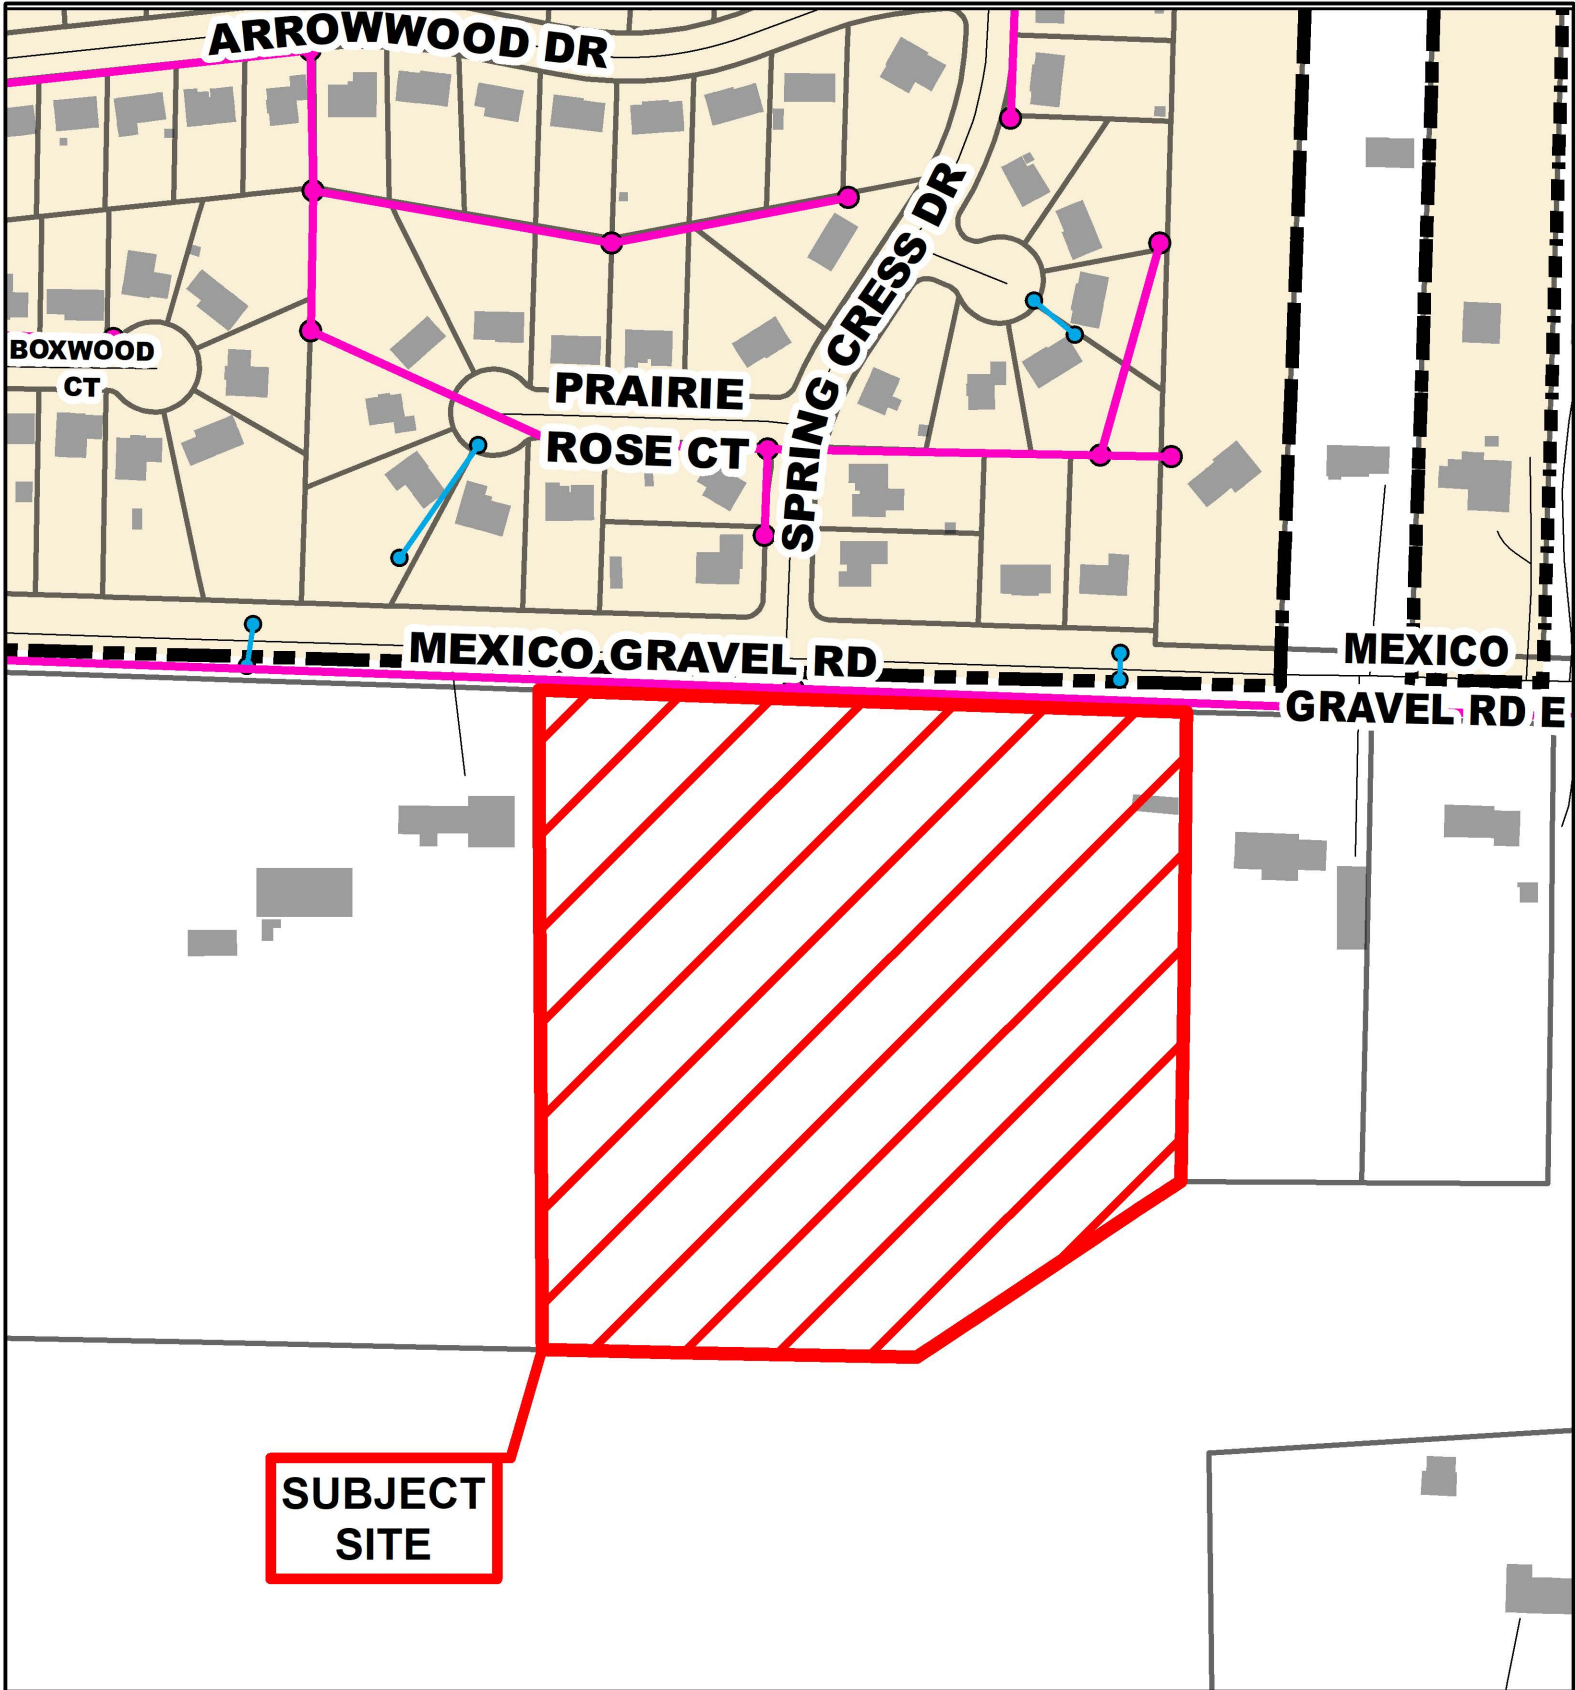 ARROWWOOD DR
SPRING CRESS DR
BOXWOOD
CT
PRAIRIE
ROSE CT
MEXICO GRAVEL RD
MEXICO
GRAVEL RD E
SUBJECT
SITE